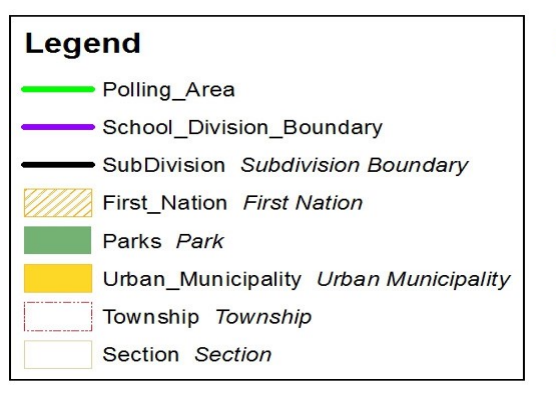 Legend
Polling_Area
School_Division_Boundary
SubDivision Subdivision Boundary
First_Nation First Nation
Parks Park
Urban_Municipality Urban Municipality
Township Township
Section Section